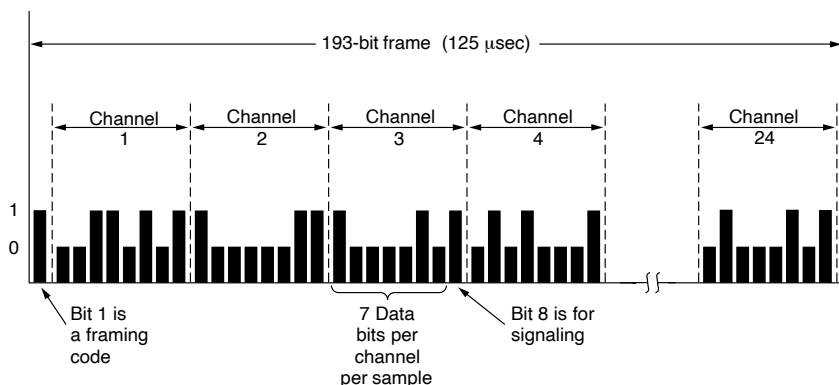 193-bit frame (125 μsec)
Channel
1
Channel
2
Channel
3
Channel
4
Channel
24
1
0
Bit 1 is
a framing
code
7 Data
bits per
channel
per sample
Bit 8 is for
signaling